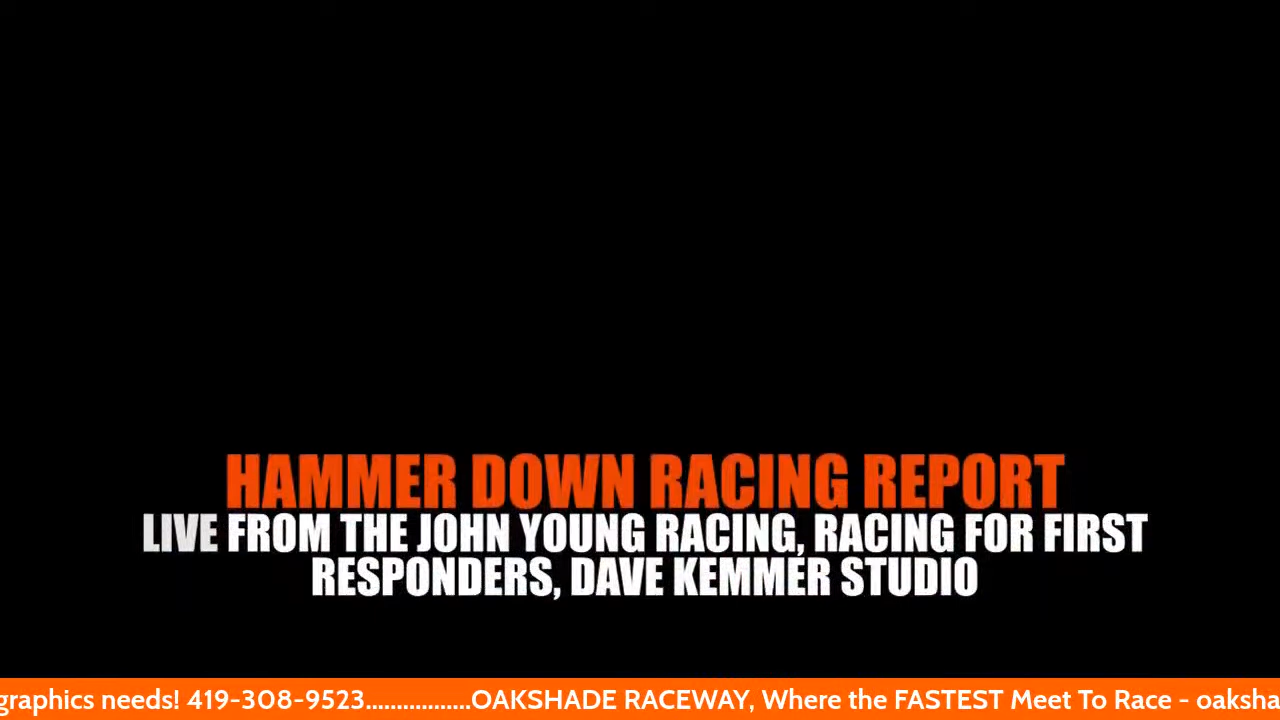 HAMMER DOWN RACING REPORT
LIVE FROM THE JOHN YOUNG RACING, RACING FOR FIRST
RESPONDERS, DAVE KEMMER STUDIO
graphics needs! 419-308-9523.................OAKSHADE RACEWAY, Where the FASTEST Meet To Race - oaksha